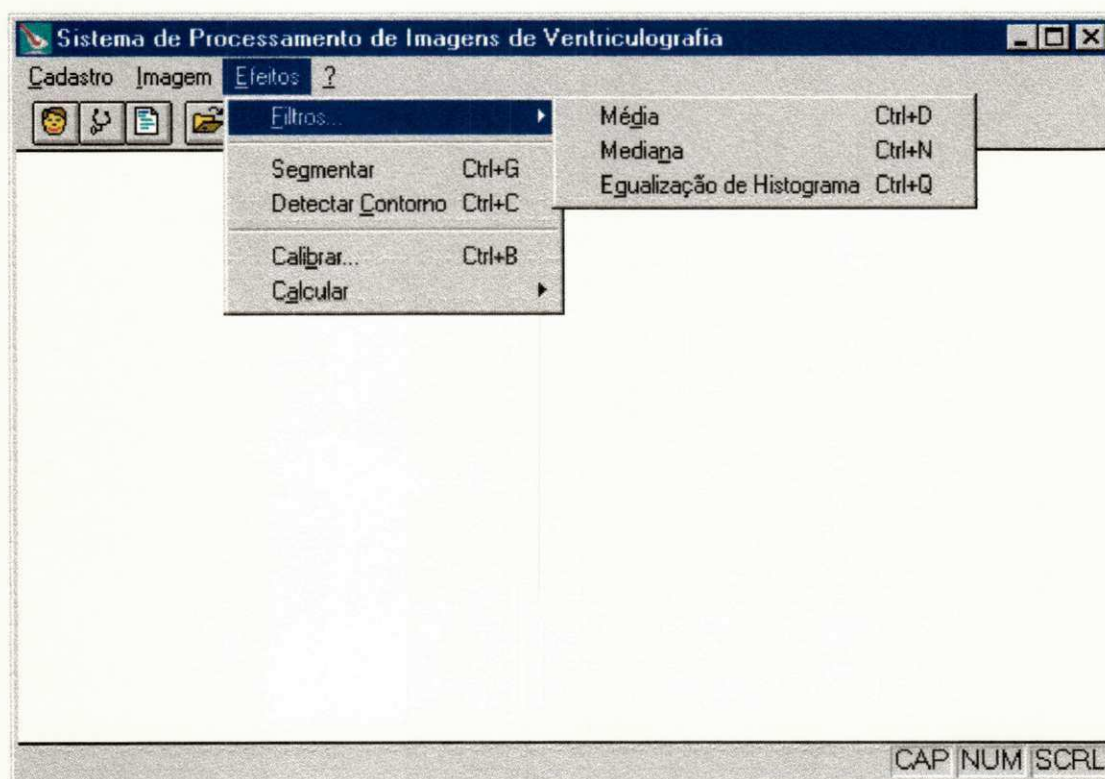 Sistema de Processamento de Imagens de Ventriculografia
Cadastro Imagem Efeitos ?
Filtros...
Segmentar Ctrl+G
Detectar Contorno Ctrl+C
Calibrar... Ctrl+B
Calcular
Média Ctrl+D
Mediana Ctrl+N
Egualização de Histograma Ctrl+Q
CAP NUM SCRL